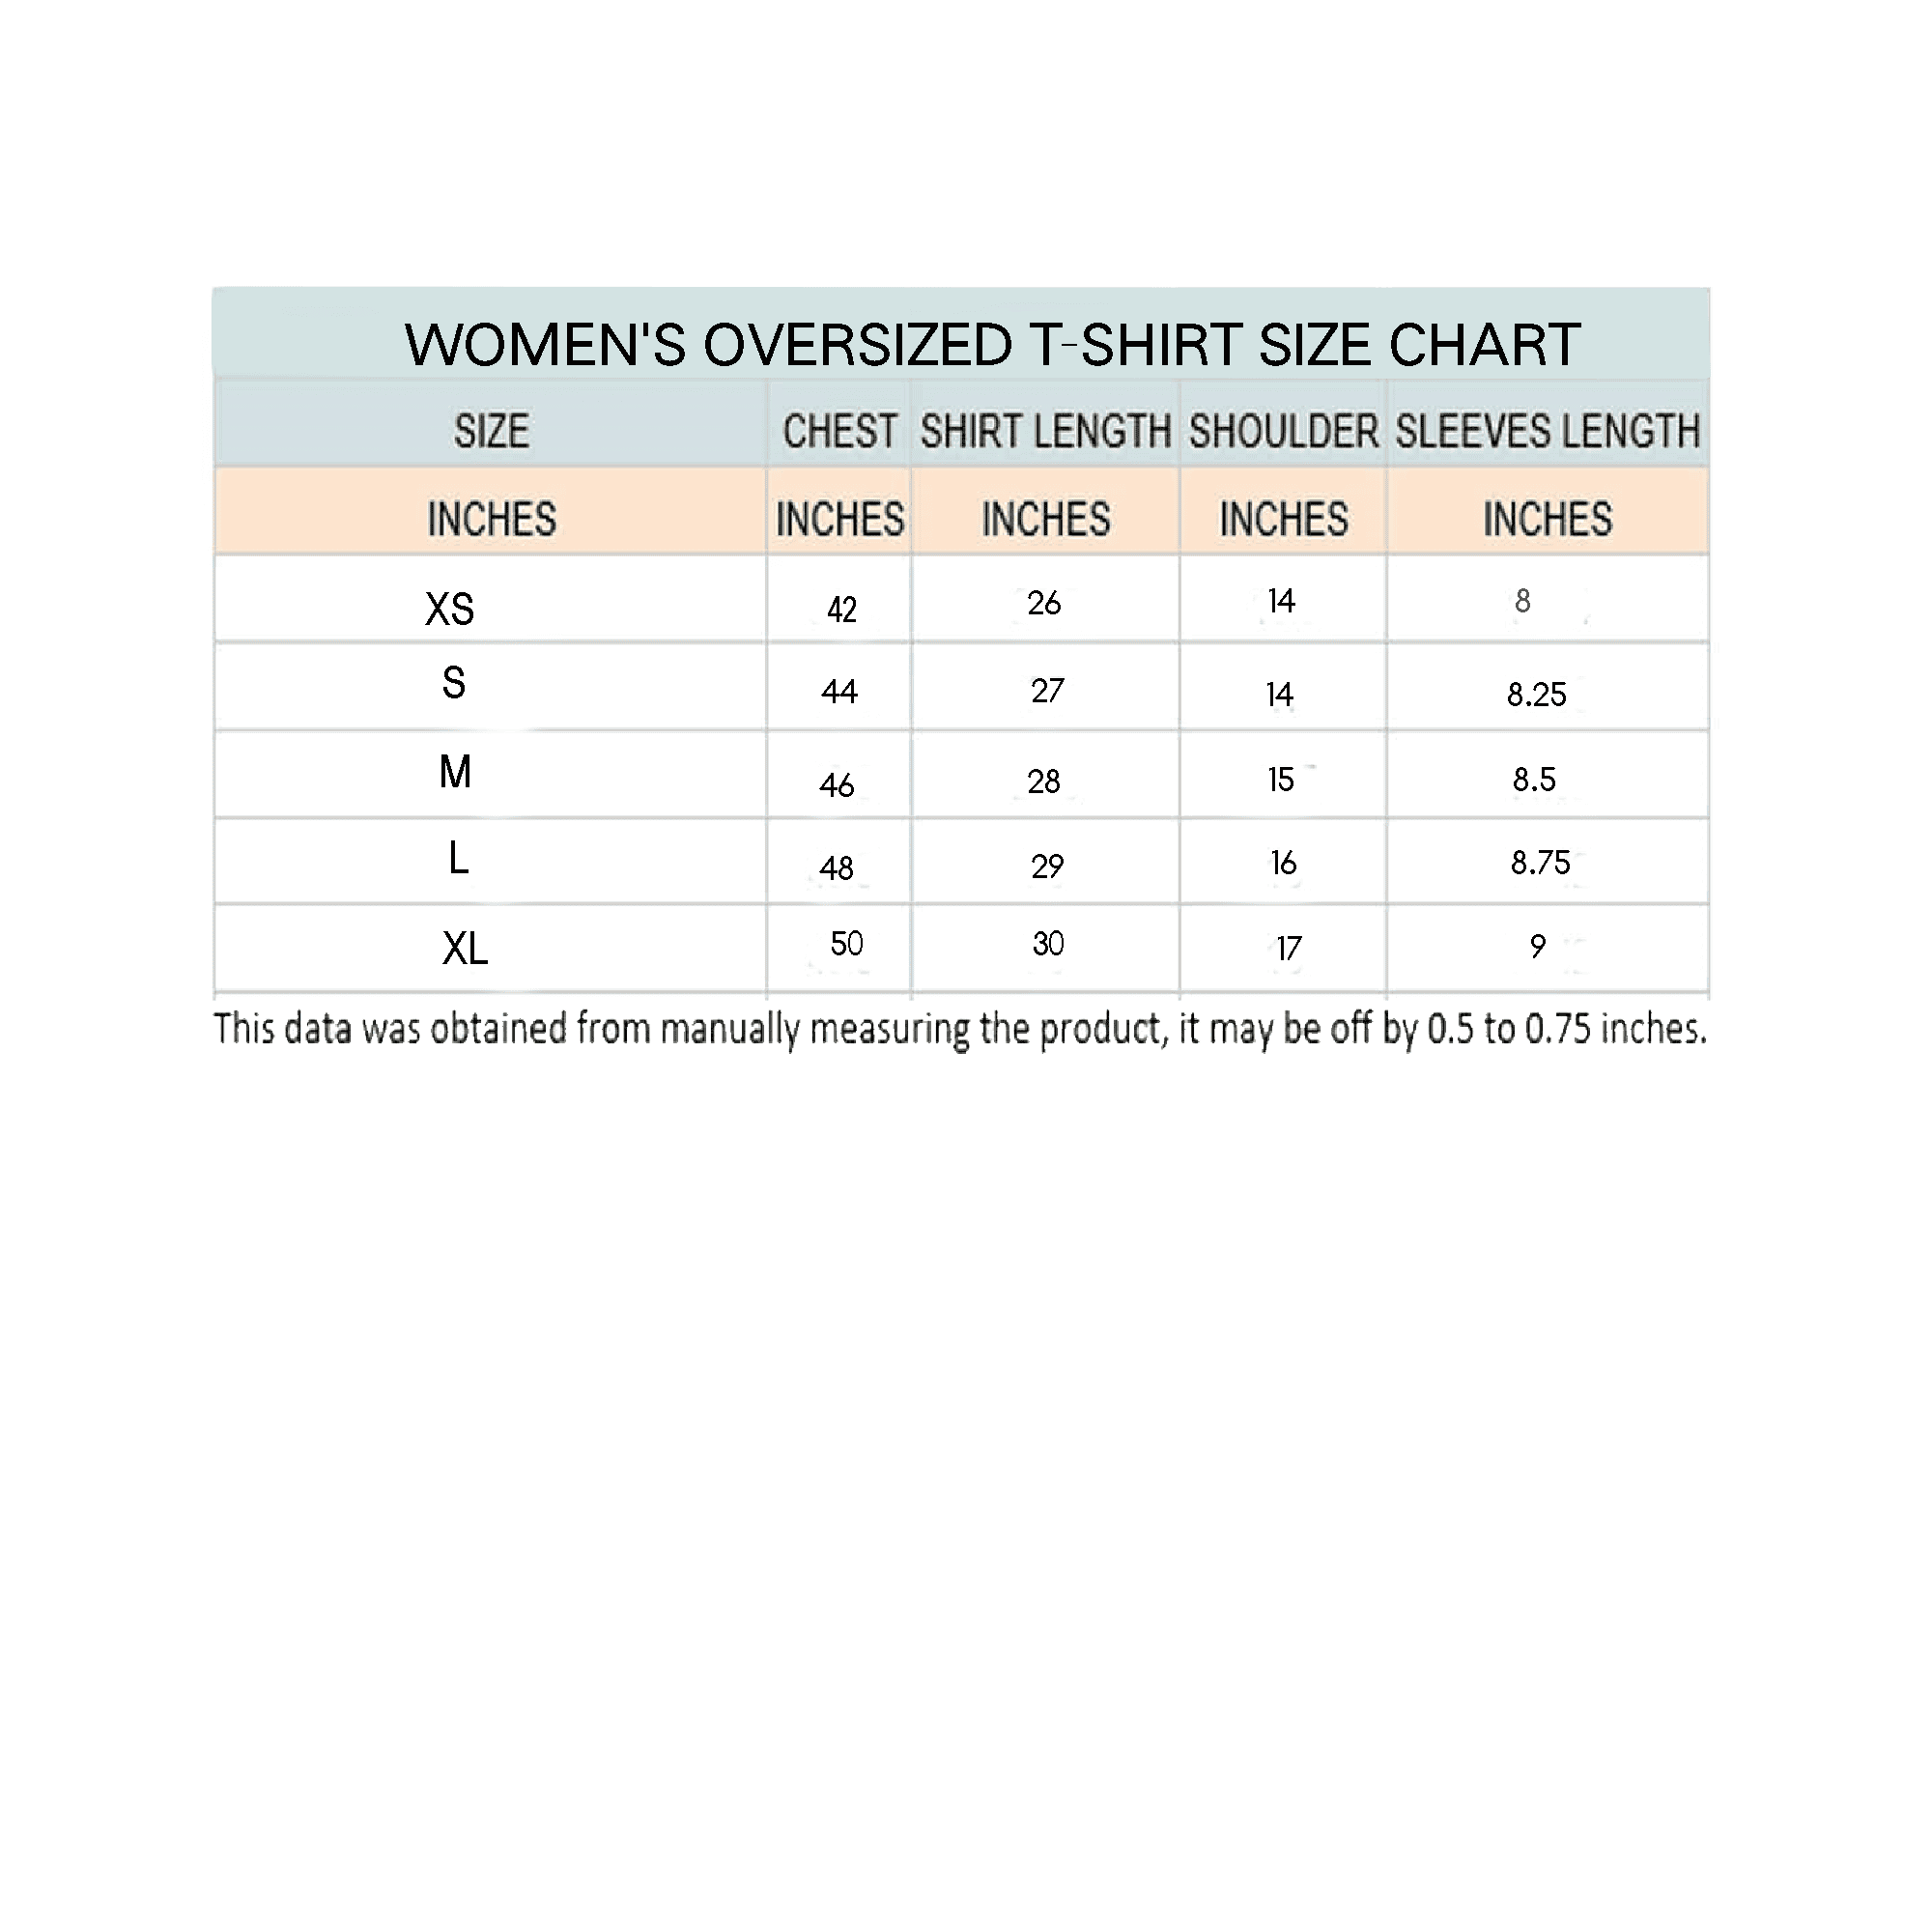 WOMEN'S OVERSIZED T-SHIRT SIZE CHART
SIZE CHEST SHIRT LENGTH SHOULDER SLEEVES LENGTH
INCHES INCHES INCHES INCHES INCHES
XS 42 26 14 8
S 44 27 14 8.25
M 46 28 15 8.5
L 48 29 16 8.75
XL 50 30 17 9
This data was obtained from manually measuring the product, it may be off by 0.5 to 0.75 inches.